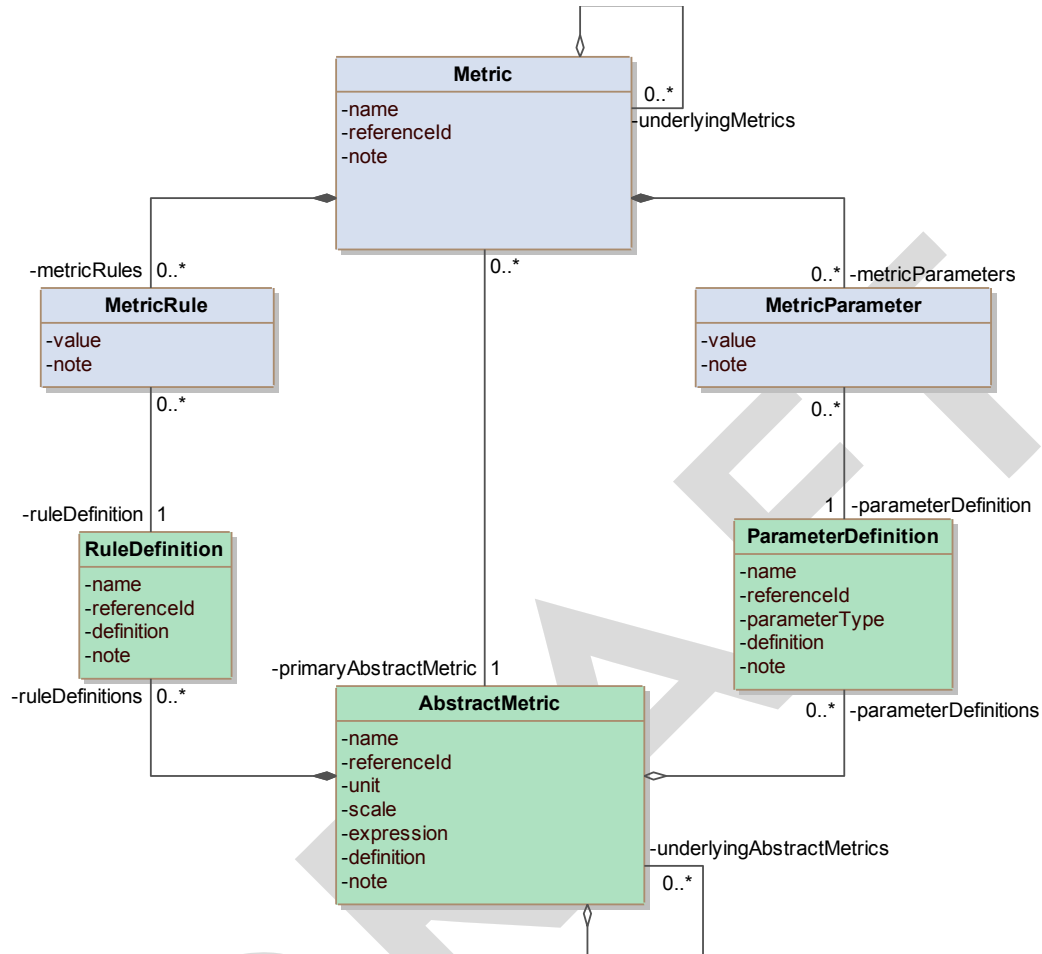 Metric
-name
-referenceId
-note
0..*
-underlyingMetrics
-metricRules 0..*
0..*
0..* -metricParameters
MetricRule
-value
-note
MetricParameter
-value
-note
0..*
0..*
-ruleDefinition 1
1 -parameterDefinition
RuleDefinition
-name
-referenceId
-definition
-note
ParameterDefinition
-name
-referenceId
-parameterType
-definition
-note
-primaryAbstractMetric 1
-ruleDefinitions 0..*
0..* -parameterDefinitions
AbstractMetric
-name
-referenceId
-unit
-scale
-expression
-definition
-note
-underlyingAbstractMetrics
0..*